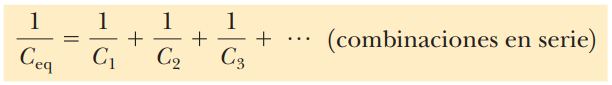 1/C_eq = 1/C_1 + 1/C_2 + 1/C_3 + ⋯ (combinaciones en serie)